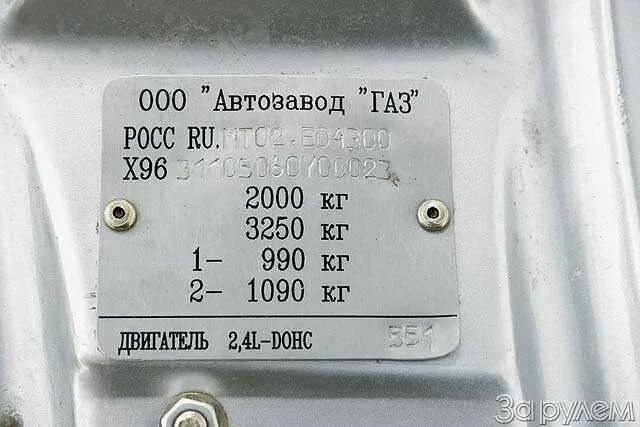 ООО "Автозавод "ГАЗ"
РОСС RU.МТ02.Е04300
Х96 31105060Y00023
2000 кг
3250 кг
1- 990 кг
2- 1090 кг
ДВИГАТЕЛЬ 2,4L-DOHC 551
За рулем